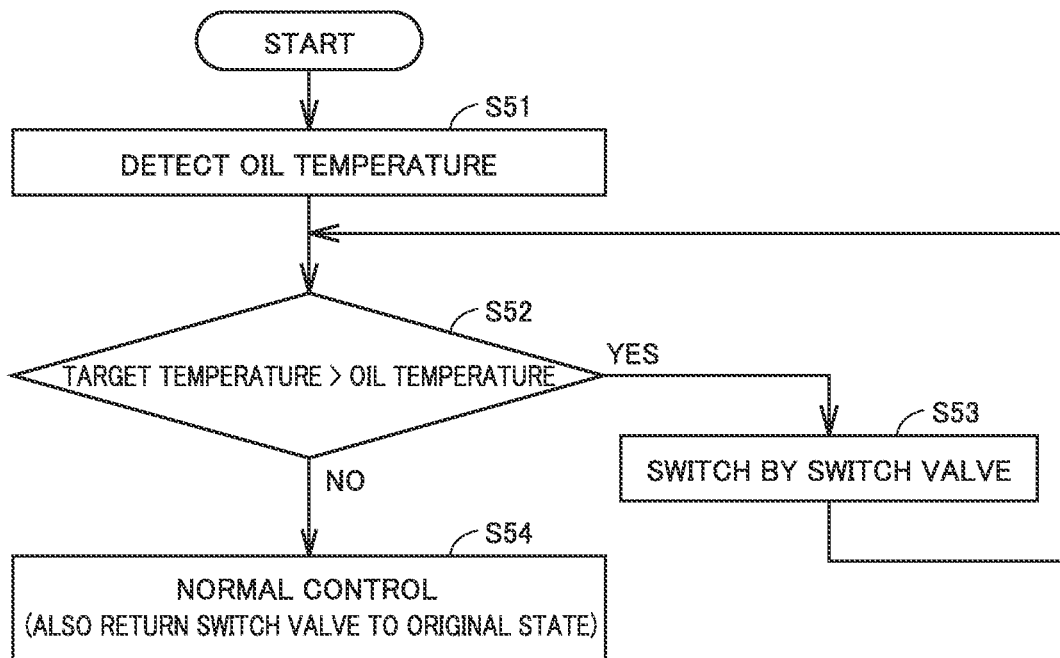 START
S51
DETECT OIL TEMPERATURE
S52
TARGET TEMPERATURE > OIL TEMPERATURE
YES
S53
SWITCH BY SWITCH VALVE
NO
S54
NORMAL CONTROL
(ALSO RETURN SWITCH VALVE TO ORIGINAL STATE)